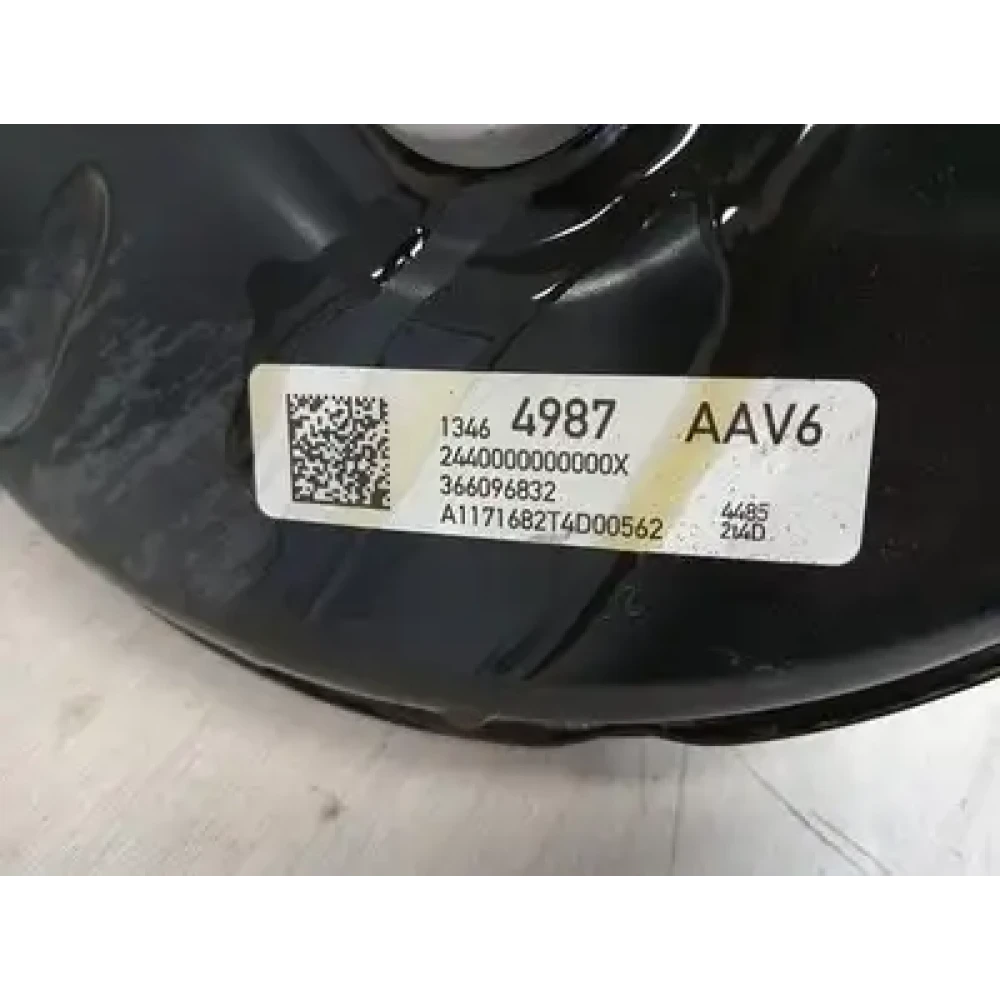 1346 4987 AAV6
2440000000000X
366096832
A1171682T4D00562
4485
214D